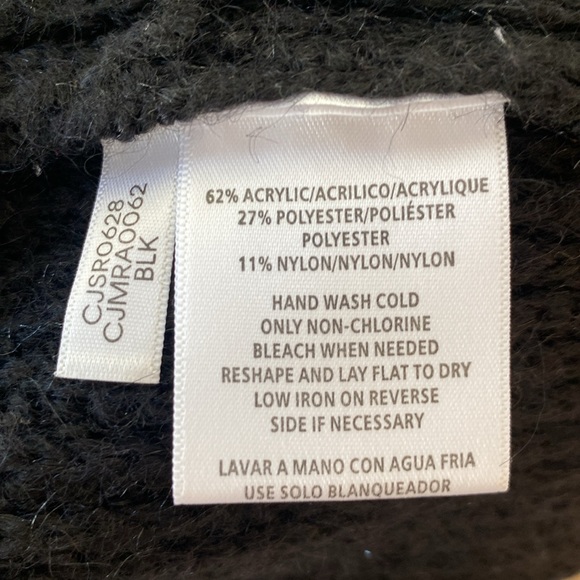 CJSR0628
CJMRA0062
BLK
62% ACRYLIC/ACRILICO/ACRYLIQUE
27% POLYESTER/POLIÉSTER
POLYESTER
11% NYLON/NYLON/NYLON
HAND WASH COLD
ONLY NON-CHLORINE
BLEACH WHEN NEEDED
RESHAPE AND LAY FLAT TO DRY
LOW IRON ON REVERSE
SIDE IF NECESSARY
LAVAR A MANO CON AGUA FRIA
USE SOLO BLANQUEADOR